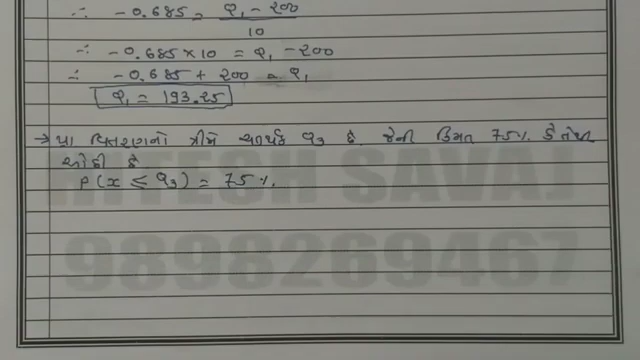 ∴ -0.685 = Q₁ - 200 / 10
∴ -0.685 × 10 = Q₁ - 200
∴ -0.685 + 200 = Q₁
Q₁ = 193.25
→ આ વિતરણનો ત્રીજો ચતુર્થક Q₃ છે જેની કિંમત 75% કે તેથી
ઓછી છે
P(x ≤ Q₃) = 75%.
HITESH SAVAJ
9898269467